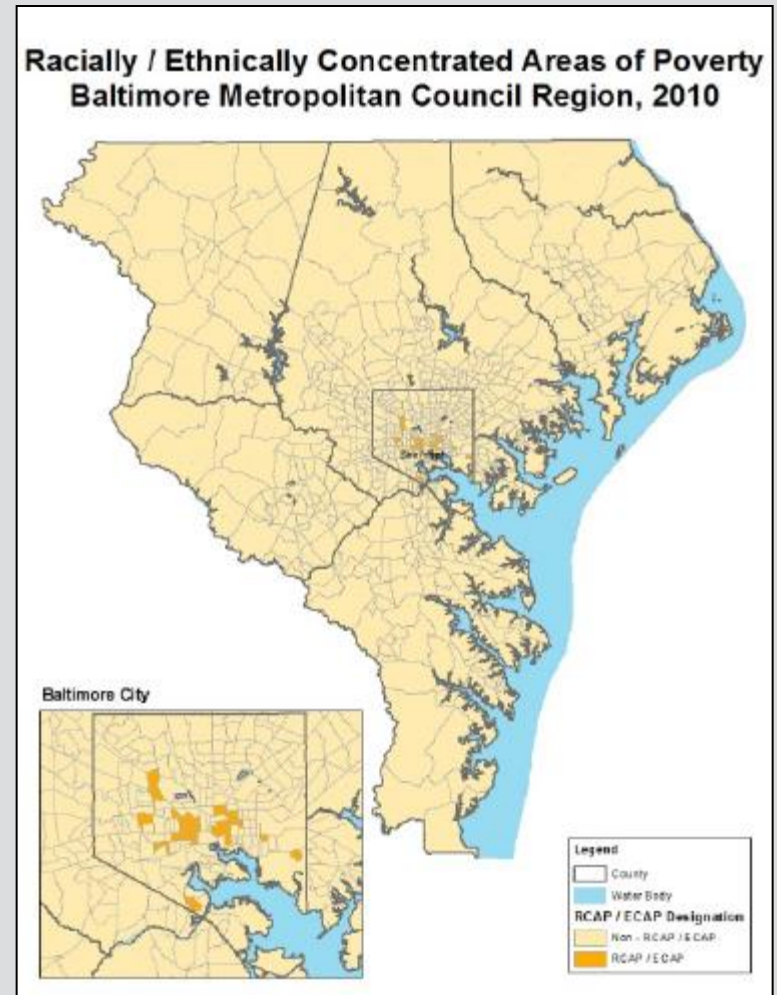 Racially / Ethnically Concentrated Areas of Poverty
Baltimore Metropolitan Council Region, 2010
Baltimore City
Legend
County
Water Body
RCAP / ECAP Designation
Non - RCAP / ECAP
RCAP / ECAP